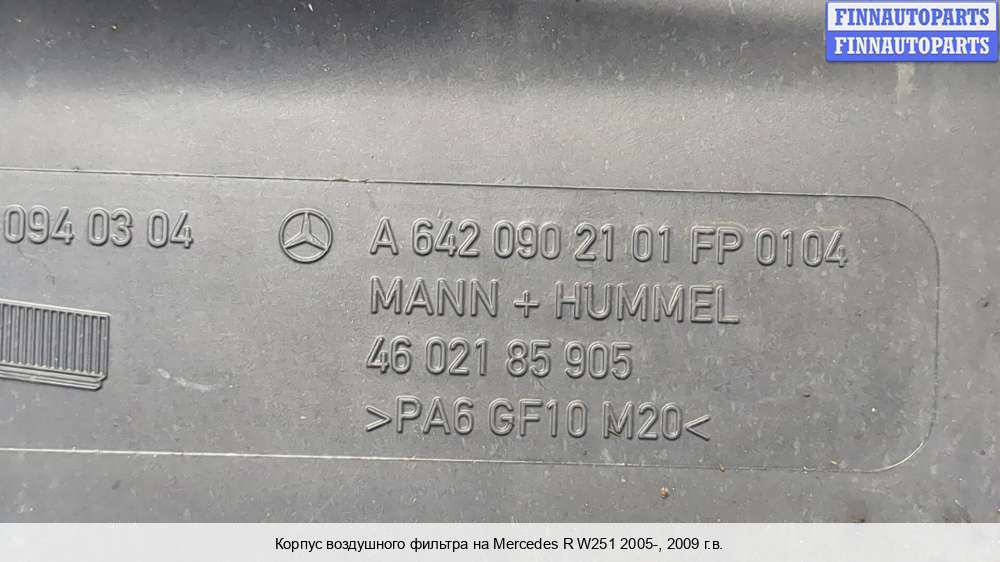 FINNAUTOPARTS
FINNAUTOPARTS
094 03 04
A 642 090 21 01 FP 0104
MANN + HUMMEL
46 021 85 905
>PA6 GF10 M20<
Корпус воздушного фильтра на Mercedes R W251 2005-, 2009 г.в.